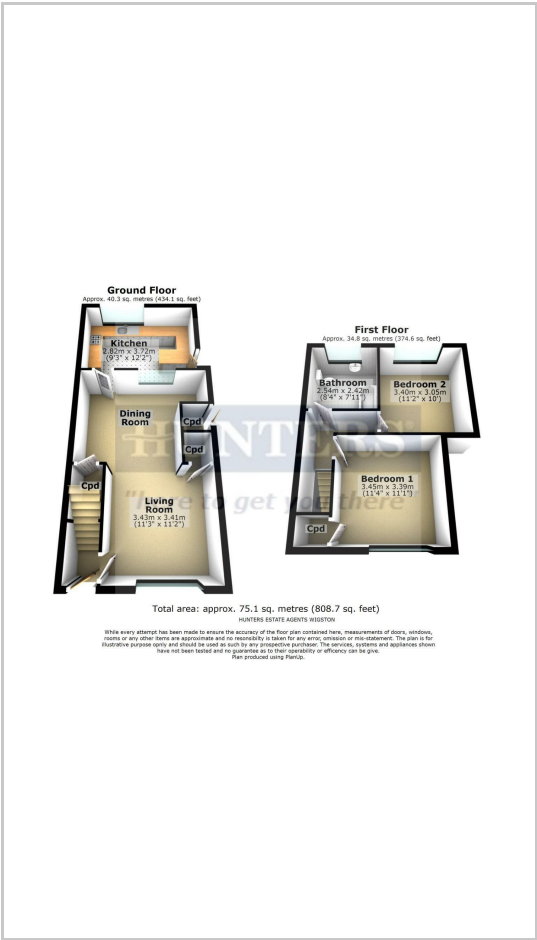 Ground Floor
Approx. 40.3 sq. metres (434.1 sq. feet)
Kitchen
2.82m x 3.72m
(9'3" x 12'2")
Dining
Room
Cpd
Cpd
Cpd
Living
Room
3.43m x 3.41m
(11'3" x 11'2")
First Floor
Approx. 34.8 sq. metres (374.6 sq. feet)
Bathroom
2.54m x 2.42m
(8'4" x 7'11")
Bedroom 2
3.40m x 3.05m
(11'2" x 10')
Bedroom 1
3.45m x 3.39m
(11'4" x 11'1")
Cpd
HUNTERS
to get you there"
Total area: approx. 75.1 sq. metres (808.7 sq. feet)
HUNTERS ESTATE AGENTS WIGSTON
While every attempt has been made to ensure the accuracy of the floor plan contained here, measurements of doors, windows,
rooms or any other items are approximate and no resonsibilty is taken for any error, omission or mis-statement. The plan is for
illustrative purpose opnly and should be used as such by any prospective purchaser. The services, systems and appliances shown
have not been tested and no guarantee as to their operability or efficency can be give.
Plan produced using PlanUp.